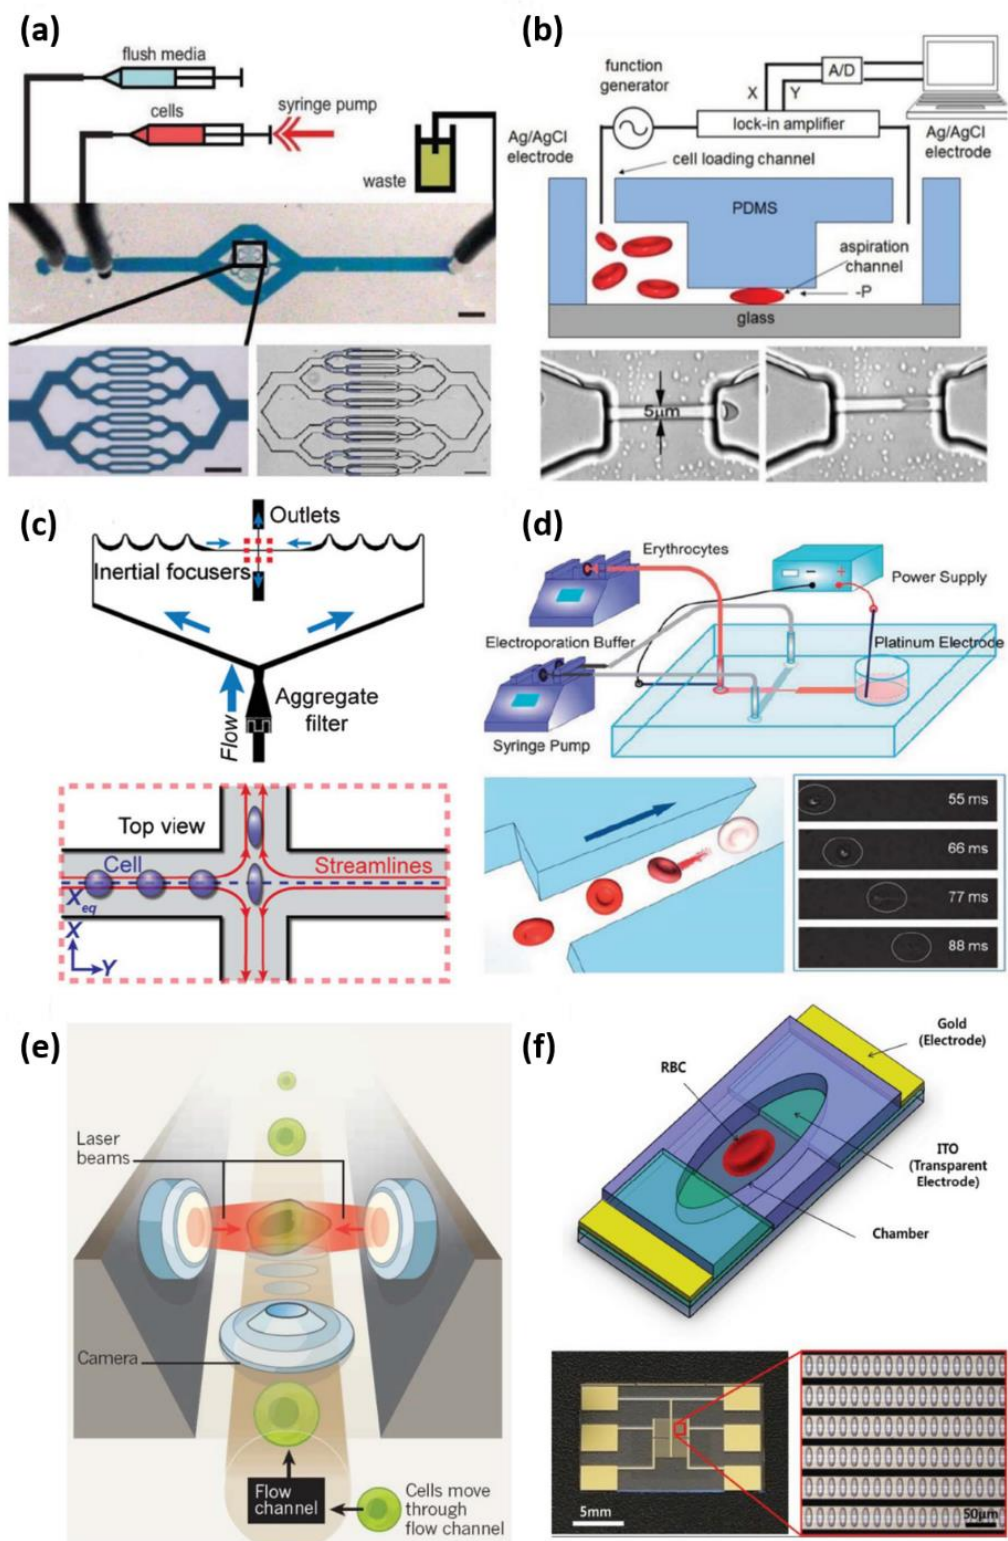 (a)
flush media
cells
syringe pump
waste
(b)
function
generator
X
Y
A/D
lock-in amplifier
Ag/AgCl
electrode
Ag/AgCl
electrode
cell loading channel
PDMS
aspiration
channel
-P
glass
5μm
(c)
Outlets
Inertial focusers
Flow
Aggregate
filter
Top view
Cell
Streamlines
Xeq
X
Y
(d)
Erythrocytes
Power Supply
Electroporation Buffer
Platinum Electrode
Syringe Pump
- +
55 ms
66 ms
77 ms
88 ms
(e)
Laser
beams
Camera
Flow
channel
Cells move
through
flow channel
(f)
Gold
(Electrode)
RBC
ITO
(Transparent
Electrode)
Chamber
5mm
50μm